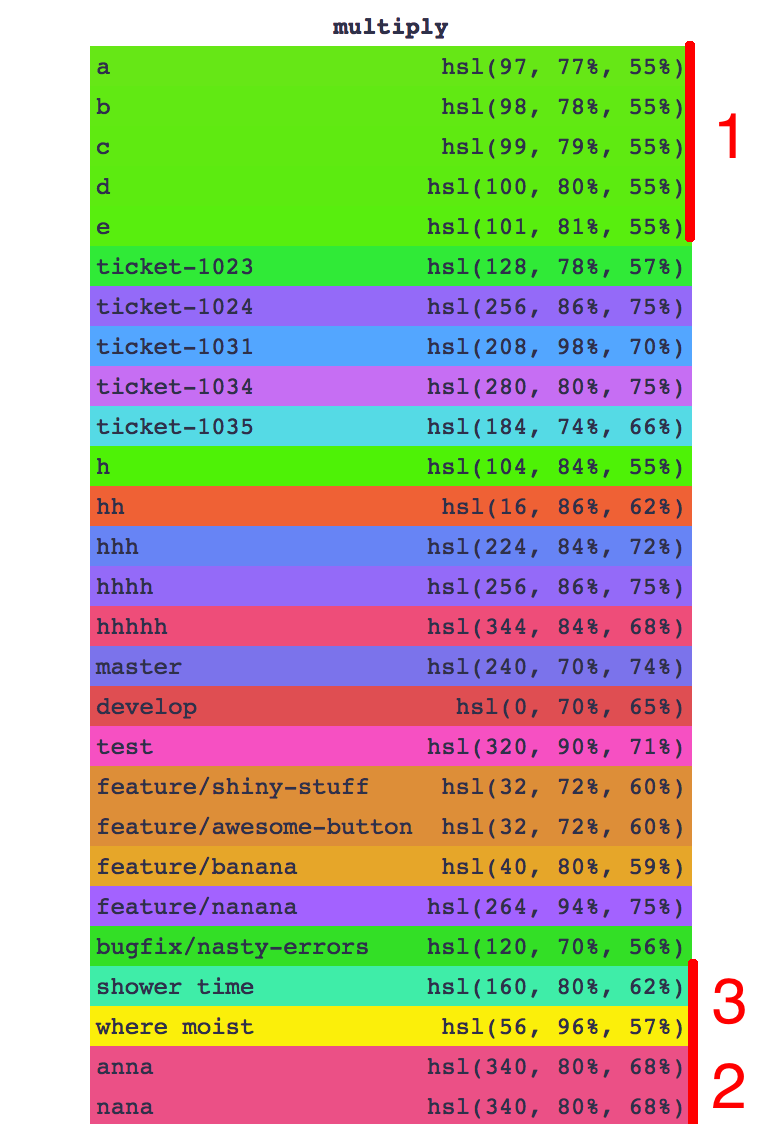 multiply
a hsl(97, 77%, 55%)
b hsl(98, 78%, 55%)
c hsl(99, 79%, 55%)
d hsl(100, 80%, 55%)
e hsl(101, 81%, 55%)
1
ticket-1023 hsl(128, 78%, 57%)
ticket-1024 hsl(256, 86%, 75%)
ticket-1031 hsl(208, 98%, 70%)
ticket-1034 hsl(280, 80%, 75%)
ticket-1035 hsl(184, 74%, 66%)
h hsl(104, 84%, 55%)
hh hsl(16, 86%, 62%)
hhh hsl(224, 84%, 72%)
hhhh hsl(256, 86%, 75%)
hhhhh hsl(344, 84%, 68%)
master hsl(240, 70%, 74%)
develop hsl(0, 70%, 65%)
test hsl(320, 90%, 71%)
feature/shiny-stuff hsl(32, 72%, 60%)
feature/awesome-button hsl(32, 72%, 60%)
feature/banana hsl(40, 80%, 59%)
feature/nanana hsl(264, 94%, 75%)
bugfix/nasty-errors hsl(120, 70%, 56%)
shower time hsl(160, 80%, 62%)
where moist hsl(56, 96%, 57%)
3
anna hsl(340, 80%, 68%)
nana hsl(340, 80%, 68%)
2